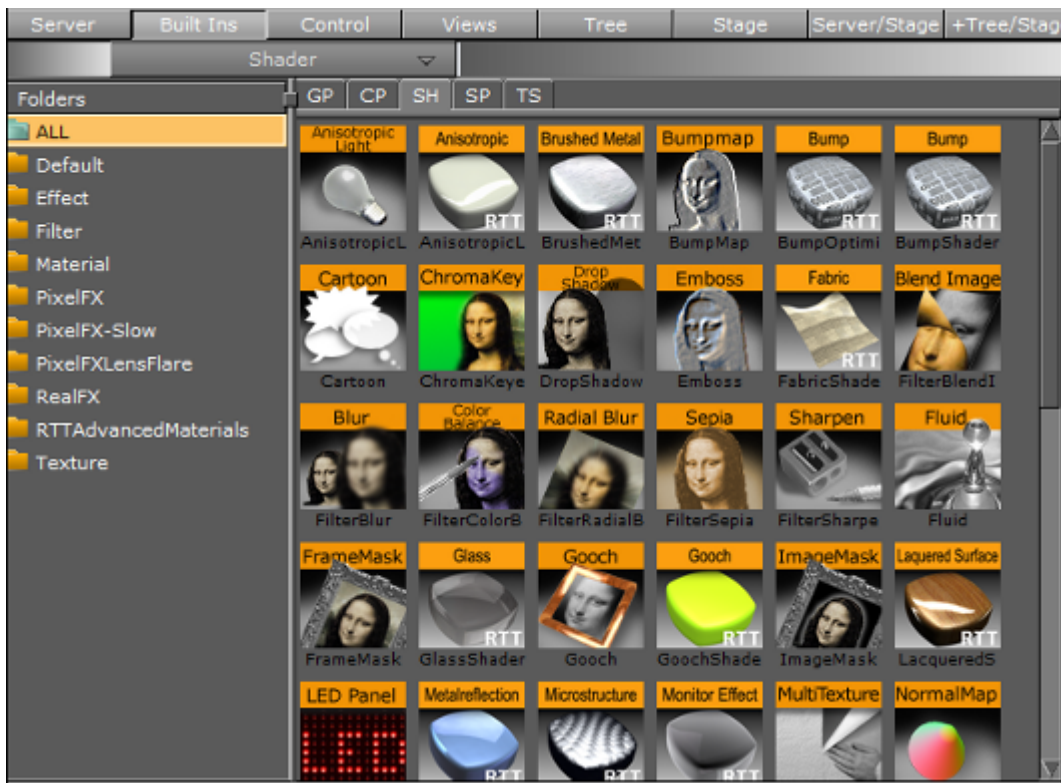 Server Built Ins Control Views Tree Stage Server/Stage +Tree/Stag
Shader
Folders
GP CP SH SP TS
ALL
Default
Effect
Filter
Material
PixelFX
PixelFX-Slow
PixelFXLensFlare
RealFX
RTTAdvancedMaterials
Texture
Anisotropic Light Anisotropic Brushed Metal Bumpmap Bump Bump
RTT RTT RTT RTT
AnisotropicL AnisotropicL BrushedMet BumpMap BumpOptimi BumpShader
Cartoon ChromaKey Drop Shadow Emboss Fabric Blend Image
RTT
Cartoon ChromaKeye DropShadow Emboss FabricShade FilterBlendI
Blur Color Balance Radial Blur Sepia Sharpen Fluid
FilterBlur FilterColorB FilterRadialB FilterSepia FilterSharpe Fluid
FrameMask Glass Gooch Gooch ImageMask Laquered Surface
RTT RTT RTT
FrameMask GlassShader Gooch GoochShade ImageMask LacqueredS
LED Panel Metalreflection Microstructure Monitor Effect MultiTexture NormalMap
LED RTT RTT RTT